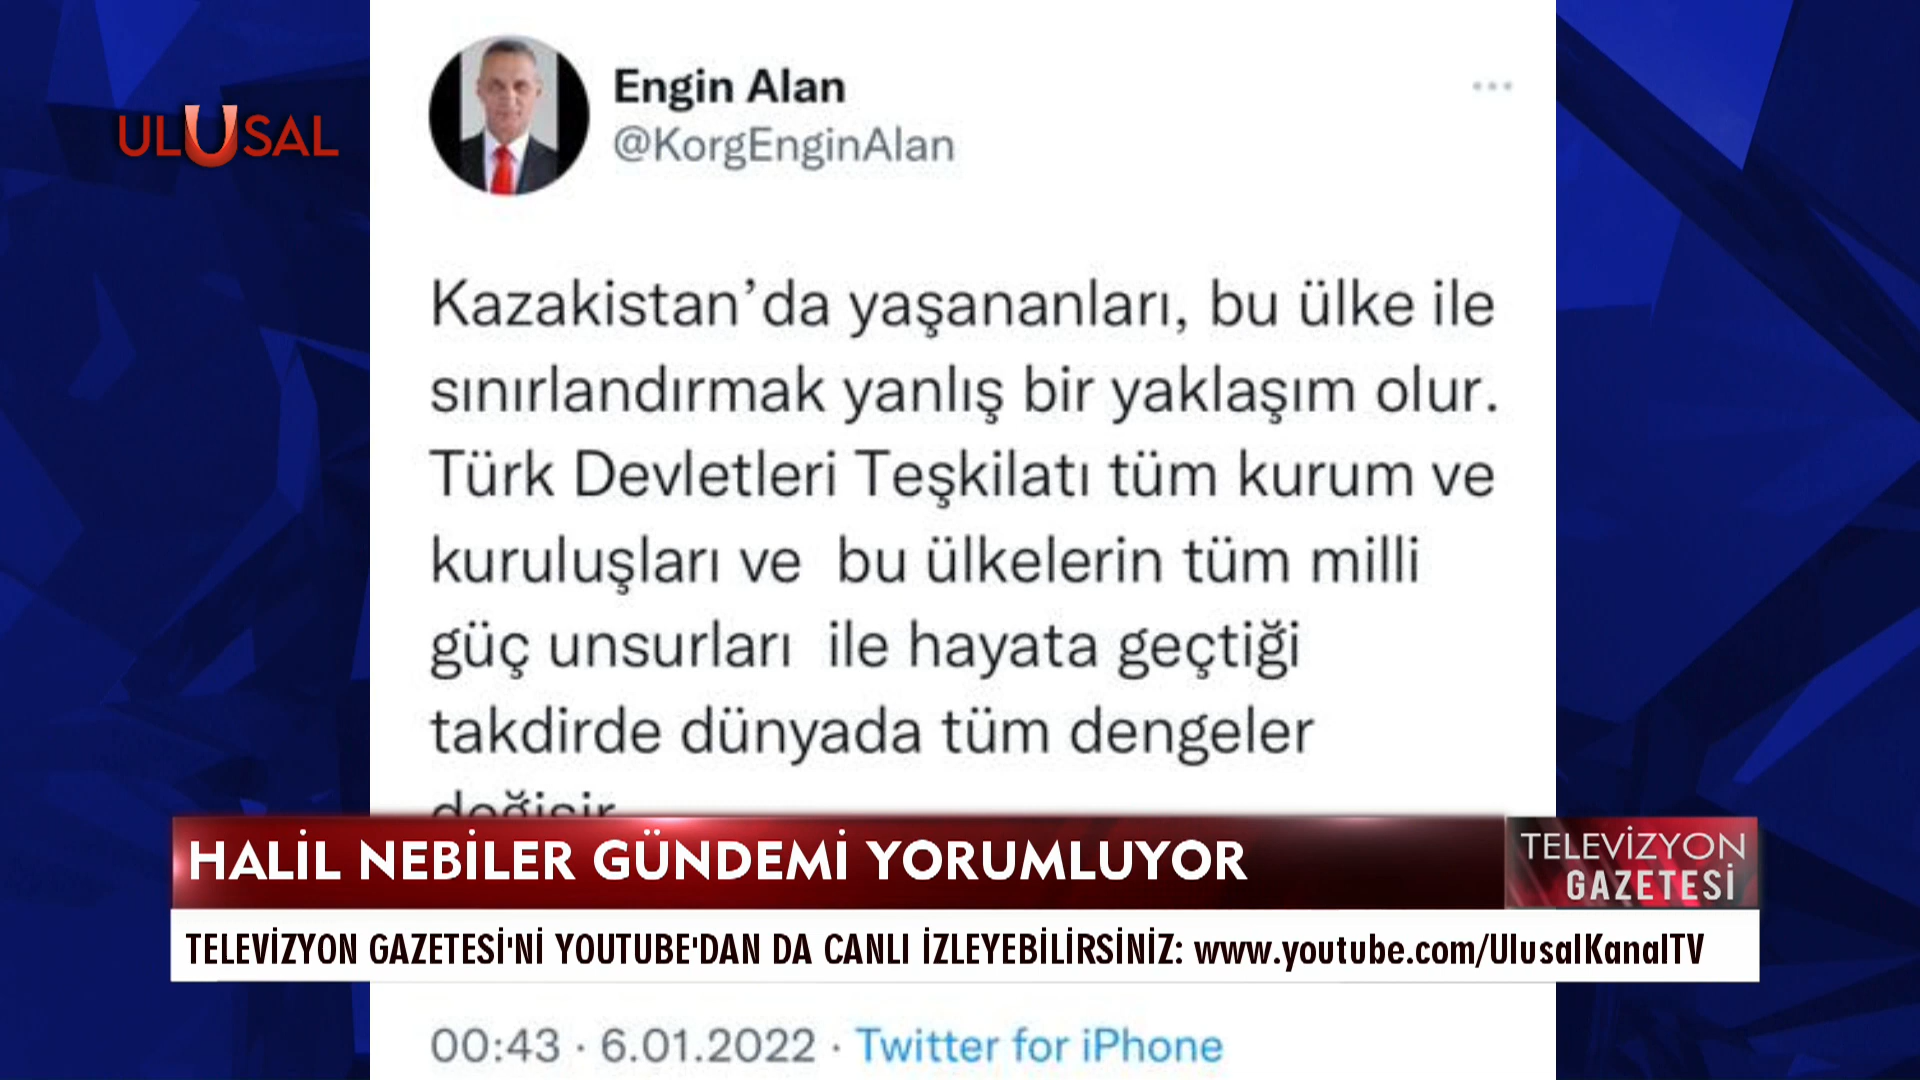 ULUSAL
Engin Alan
@KorgEnginAlan
Kazakistan’da yaşananları, bu ülke ile
sınırlandırmak yanlış bir yaklaşım olur.
Türk Devletleri Teşkilatı tüm kurum ve
kuruluşları ve bu ülkelerin tüm milli
güç unsurları ile hayata geçtiği
takdirde dünyada tüm dengeler
değişir.
HALİL NEBİLER GÜNDEMİ YORUMLUYOR
TELEVİZYON
GAZETESİ
TELEVİZYON GAZETESİ'Nİ YOUTUBE'DAN DA CANLI İZLEYEBİLİRSİNİZ: www.youtube.com/UlusalKanalTV
00:43 · 6.01.2022 · Twitter for iPhone